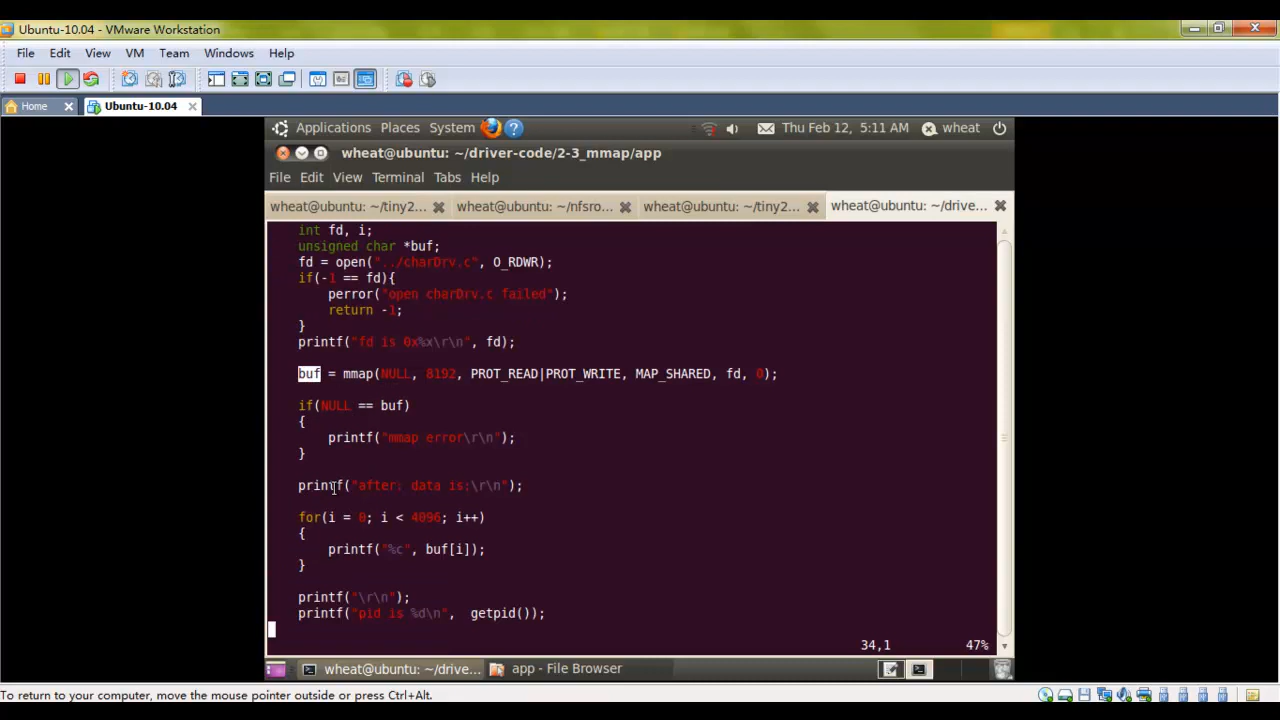 Ubuntu-10.04 - VMware Workstation
File Edit View VM Team Windows Help
Home Ubuntu-10.04
Applications Places System Thu Feb 12, 5:11 AM wheat
wheat@ubuntu: ~/driver-code/2-3_mmap/app
File Edit View Terminal Tabs Help
wheat@ubuntu: ~/tiny2... wheat@ubuntu: ~/nfsro... wheat@ubuntu: ~/tiny2... wheat@ubuntu: ~/drive...
int fd, i;
unsigned char *buf;
fd = open("../charDrv.c", O_RDWR);
if(-1 == fd){
perror("open charDrv.c failed");
return -1;
}
printf("fd is 0x%x\r\n", fd);
buf = mmap(NULL, 8192, PROT_READ|PROT_WRITE, MAP_SHARED, fd, 0);
if(NULL == buf)
{
printf("mmap error\r\n");
}
printf("after: data is:\r\n");
for(i = 0; i < 4096; i++)
{
printf("%c", buf[i]);
}
printf("\r\n");
printf("pid is %d\n", getpid());
34,1 47%
wheat@ubuntu: ~/drive... app - File Browser
To return to your computer, move the mouse pointer outside or press Ctrl+Alt.